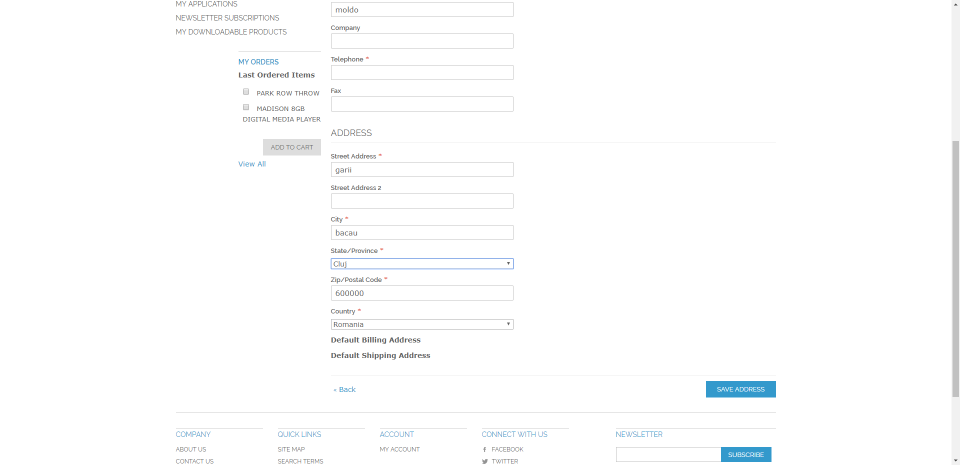 MY APPLICATIONS
NEWSLETTER SUBSCRIPTIONS
MY DOWNLOADABLE PRODUCTS
MY ORDERS
Last Ordered Items
PARK ROW THROW
MADISON 8GB
DIGITAL MEDIA PLAYER
ADD TO CART
View All
moldo
Company
Telephone *
Fax
ADDRESS
Street Address *
garii
Street Address 2
City *
bacau
State/Province *
Cluj
Zip/Postal Code *
600000
Country *
Romania
Default Billing Address
Default Shipping Address
« Back
SAVE ADDRESS
COMPANY
ABOUT US
CONTACT US
QUICK LINKS
SITE MAP
SEARCH TERMS
ACCOUNT
MY ACCOUNT
CONNECT WITH US
FACEBOOK
TWITTER
NEWSLETTER
SUBSCRIBE